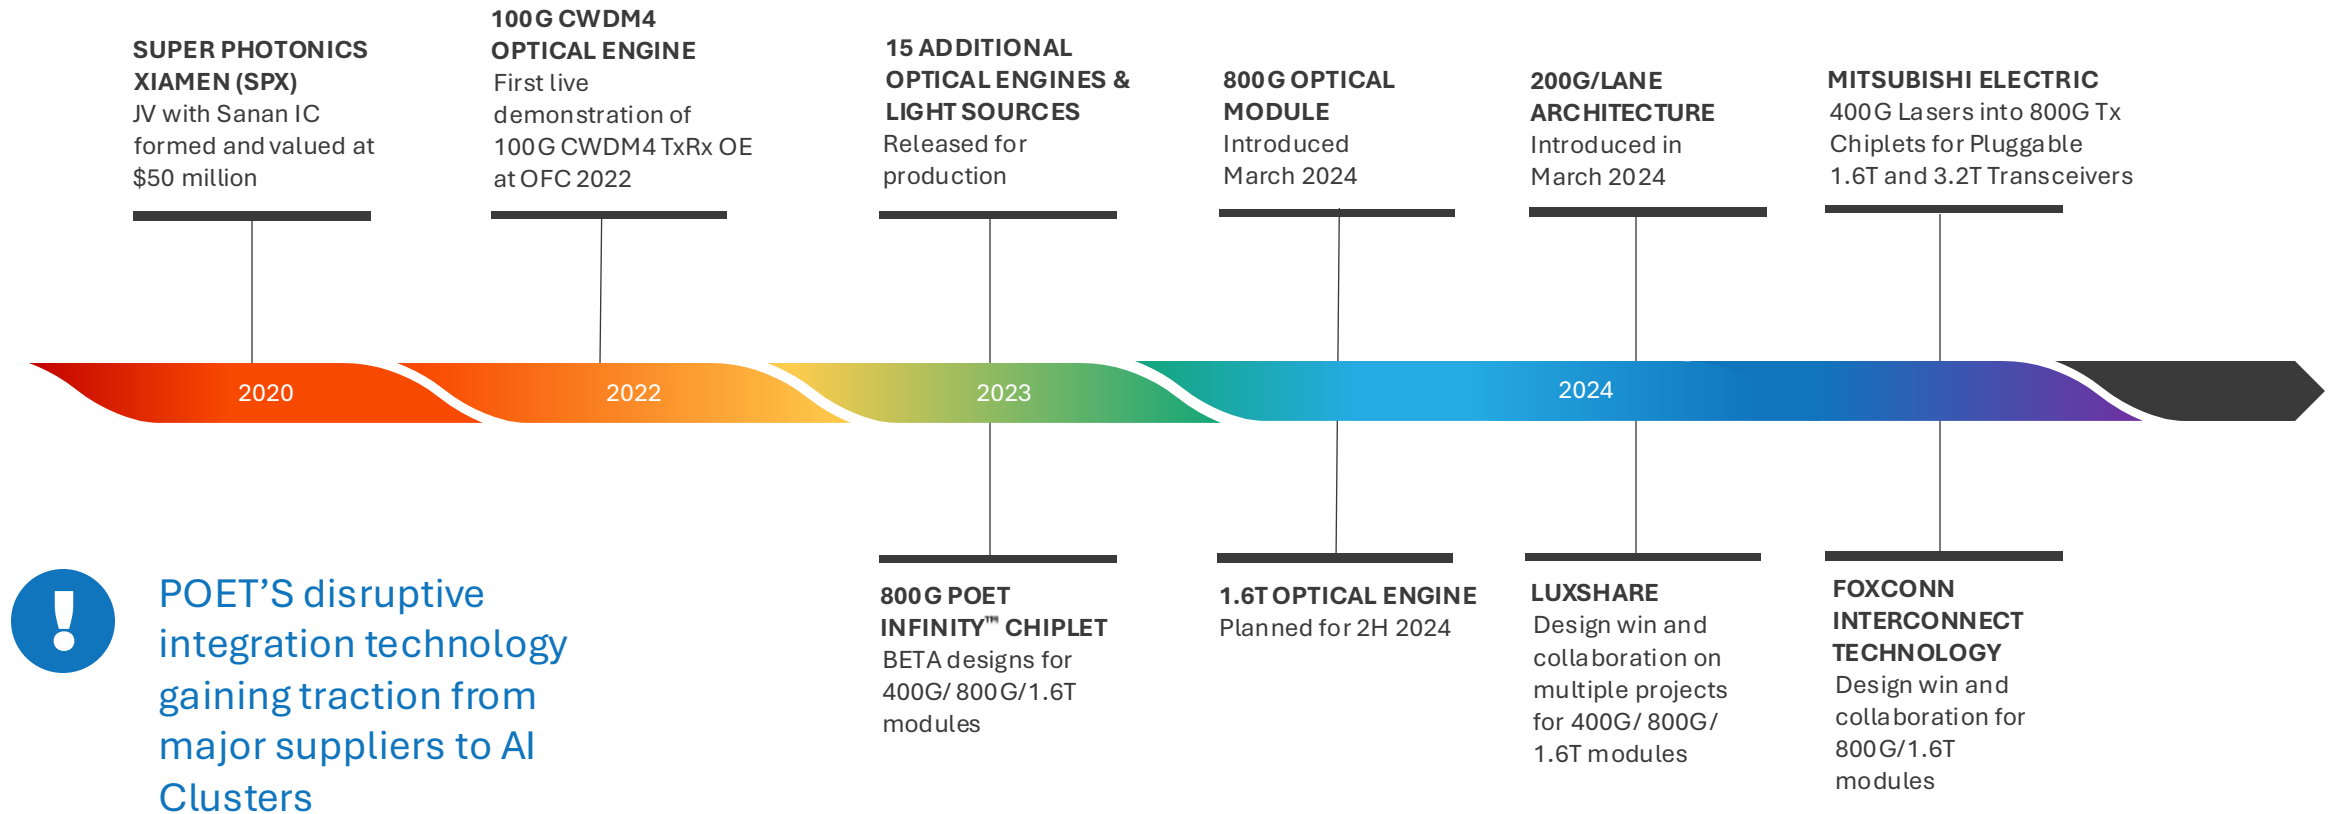 100G CWDM4
OPTICAL ENGINE
First live
demonstration of
100G CWDM4 TxRx OE
at OFC 2022
SUPER PHOTONICS
XIAMEN (SPX)
JV with Sanan IC
formed and valued at
$50 million
15 ADDITIONAL
OPTICAL ENGINES &
LIGHT SOURCES
Released for
production
800G OPTICAL
MODULE
Introduced
March 2024
200G/LANE
ARCHITECTURE
Introduced in
March 2024
MITSUBISHI ELECTRIC
400G Lasers into 800G Tx
Chiplets for Pluggable
1.6T and 3.2T Transceivers
2020
2022
2023
2024
POET’S disruptive
integration technology
gaining traction from
major suppliers to AI
Clusters
800G POET
INFINITY™ CHIPLET
BETA designs for
400G/ 800G/1.6T
modules
1.6T OPTICAL ENGINE
Planned for 2H 2024
LUXSHARE
Design win and
collaboration on
multiple projects
for 400G/ 800G/
1.6T modules
FOXCONN
INTERCONNECT
TECHNOLOGY
Design win and
collaboration for
800G/1.6T
modules